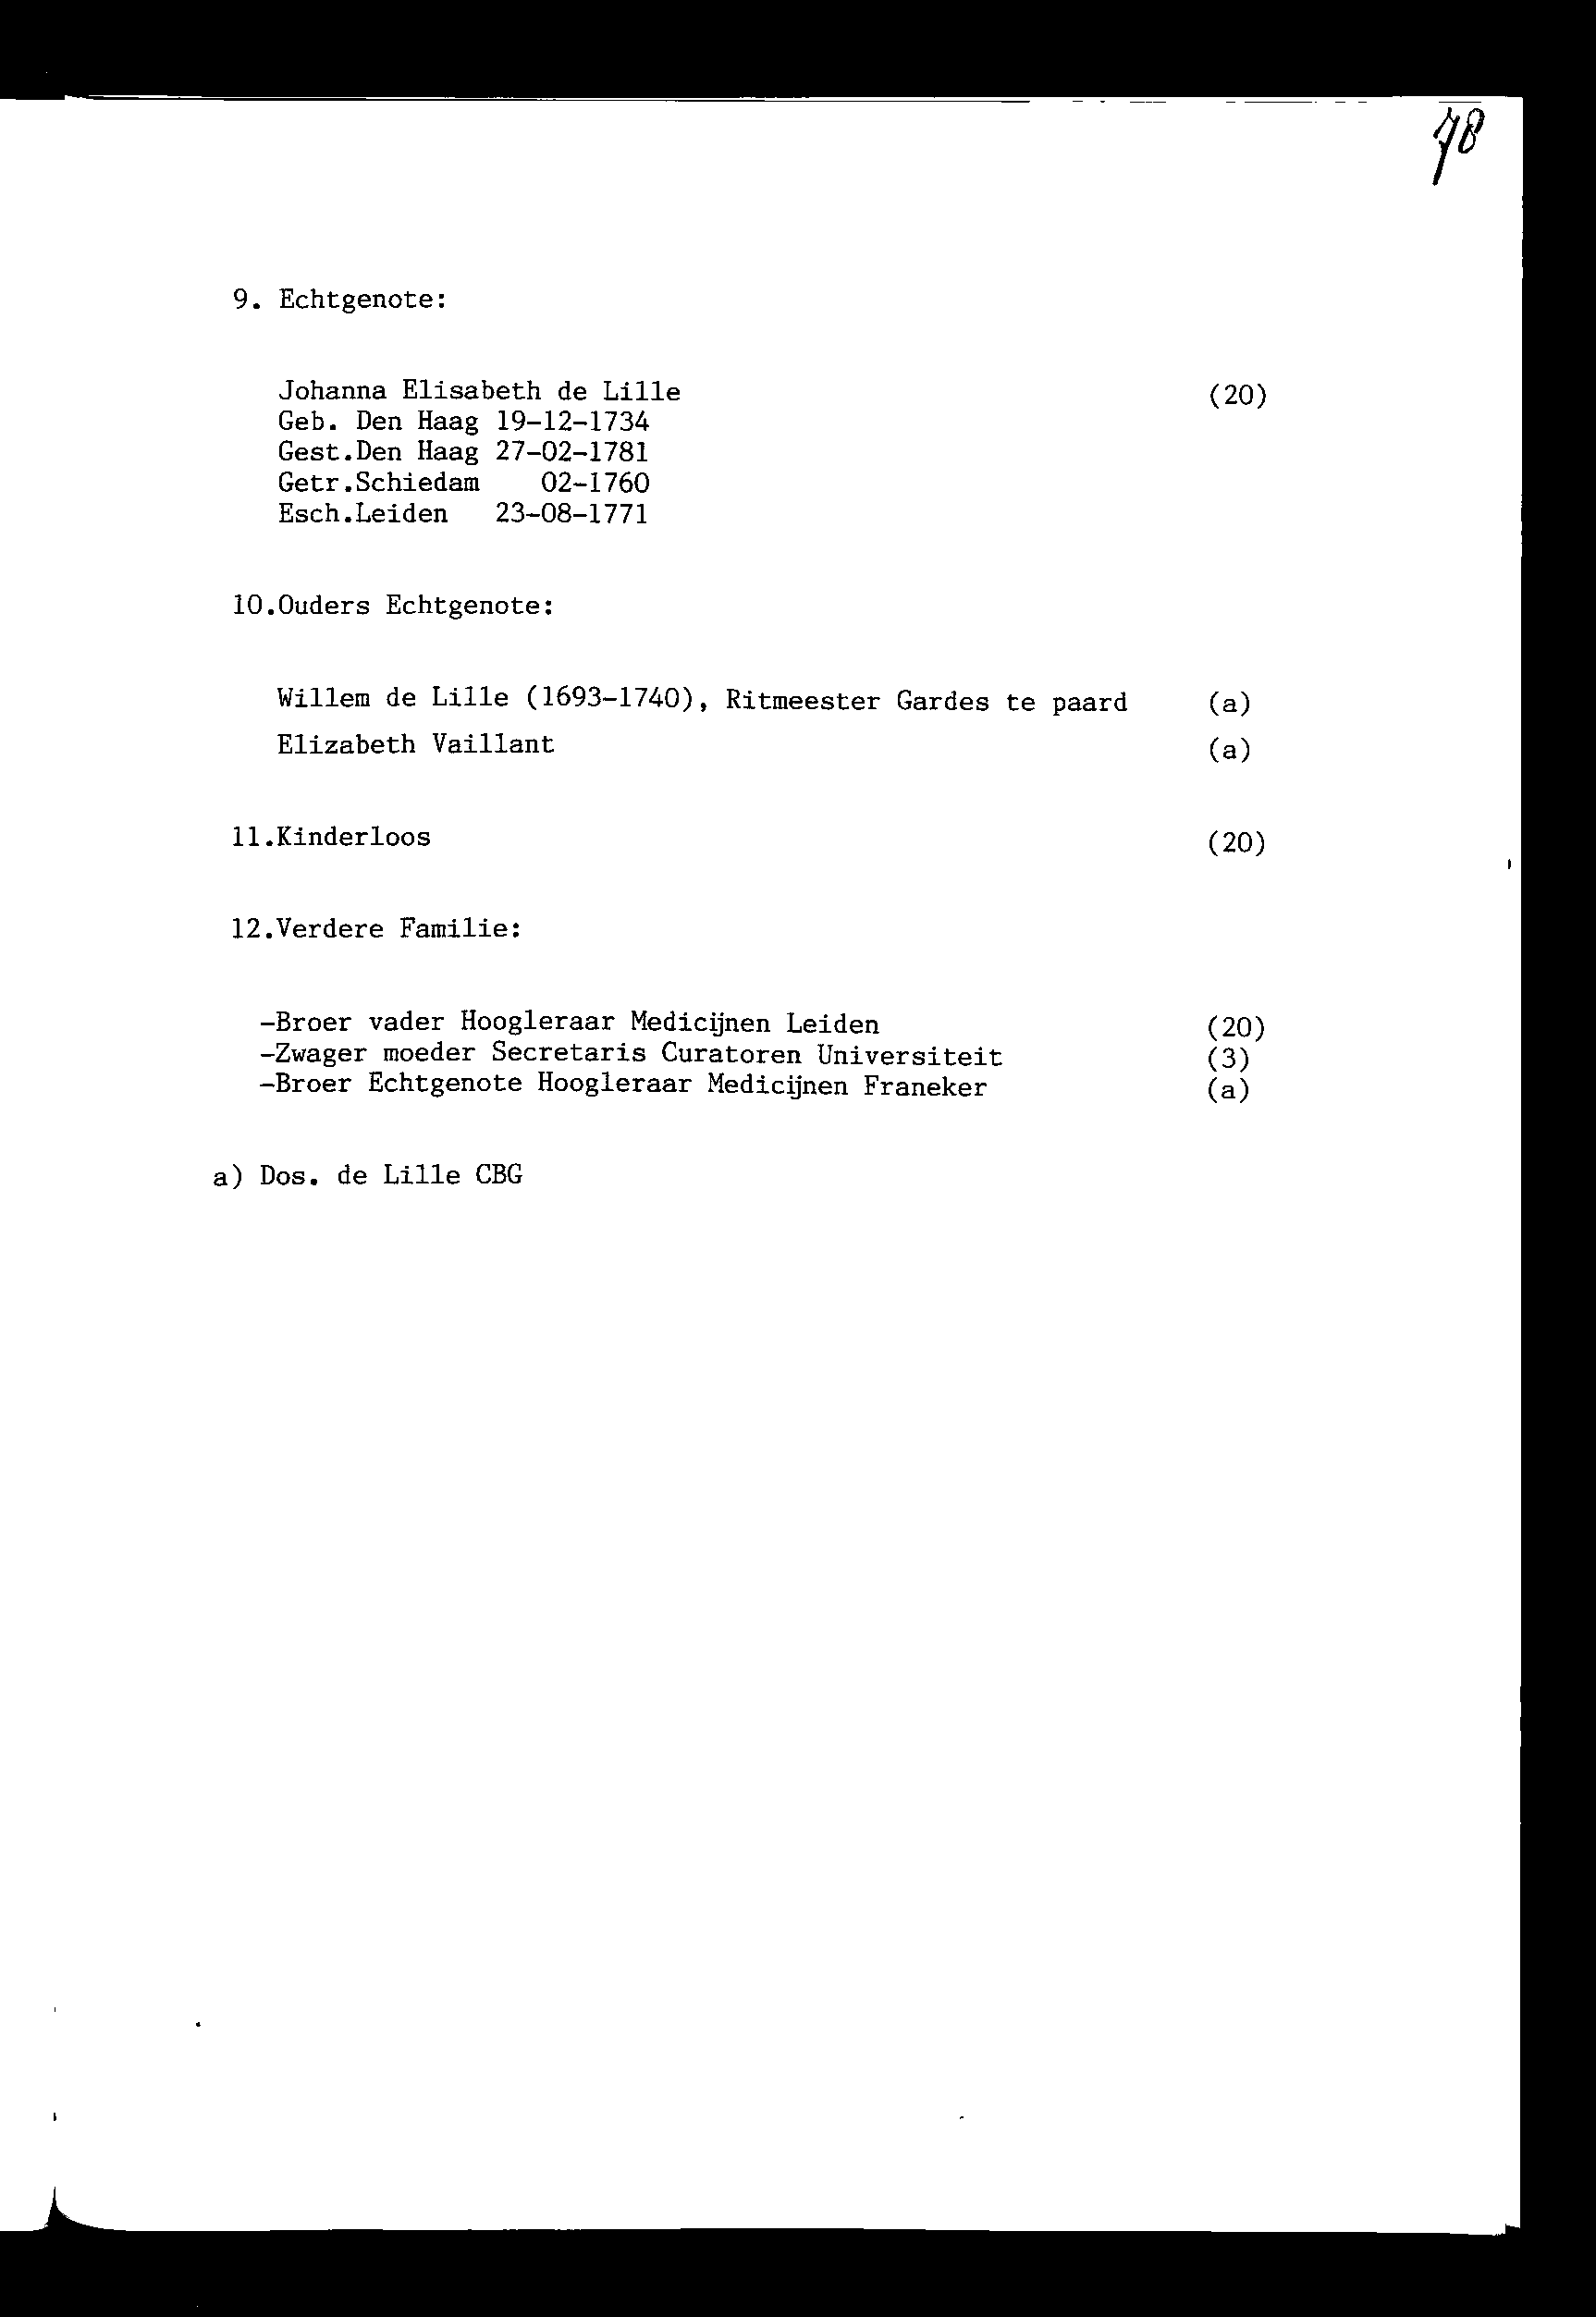 78
9. Echtgenote:
Johanna Elisabeth de Lille (20)
Geb. Den Haag 19-12-1734
Gest.Den Haag 27-02-1781
Getr.Schiedam 02-1760
Esch.Leiden 23-08-1771
10.Ouders Echtgenote:
Willem de Lille (1693-1740), Ritmeester Gardes te paard (a)
Elizabeth Vaillant (a)
11.Kinderloos (20)
12.Verdere Familie:
-Broer vader Hoogleraar Medicijnen Leiden (20)
-Zwager moeder Secretaris Curatoren Universiteit (3)
-Broer Echtgenote Hoogleraar Medicijnen Franeker (a)
a) Dos. de Lille CBG